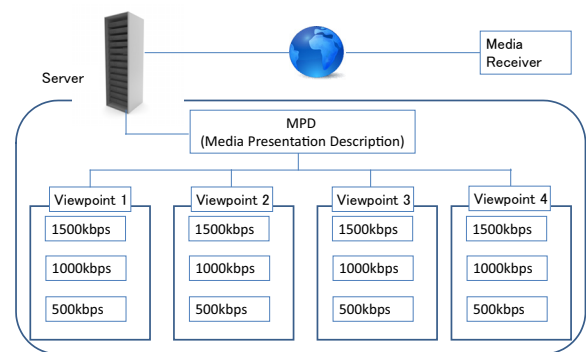 Server
Media
Receiver
MPD
(Media Presentation Description)
Viewpoint 1
Viewpoint 2
Viewpoint 3
Viewpoint 4
1500kbps
1500kbps
1500kbps
1500kbps
1000kbps
1000kbps
1000kbps
1000kbps
500kbps
500kbps
500kbps
500kbps